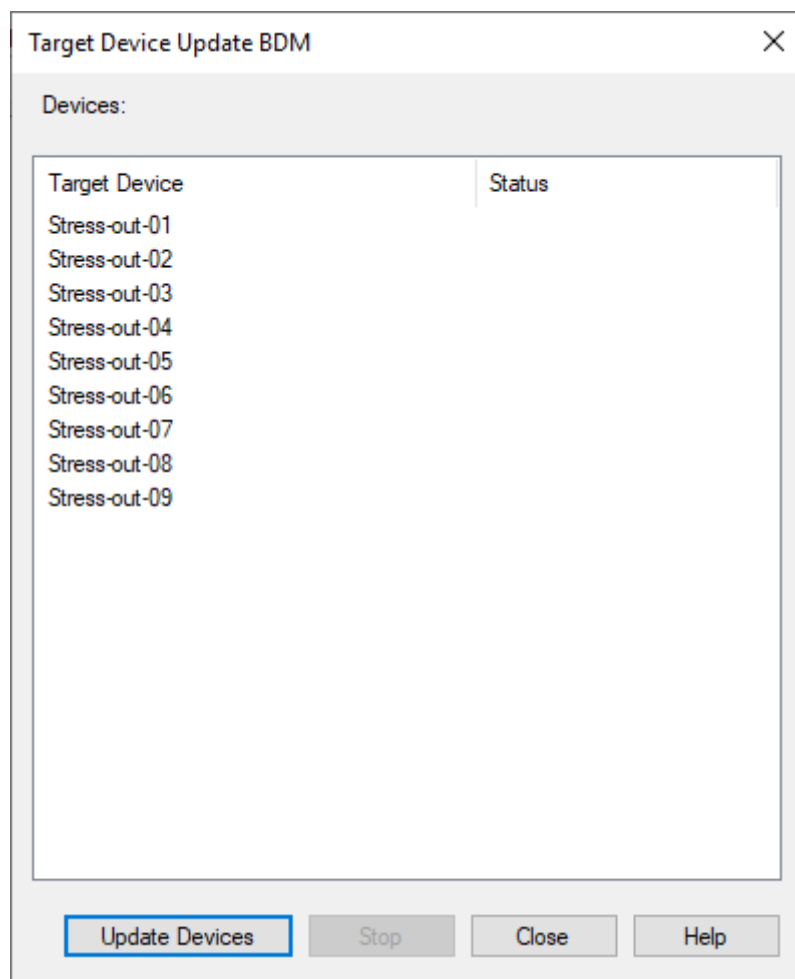 Target Device Update BDM
Devices:
Target Device Status
Stress-out-01
Stress-out-02
Stress-out-03
Stress-out-04
Stress-out-05
Stress-out-06
Stress-out-07
Stress-out-08
Stress-out-09
Update Devices Stop Close Help